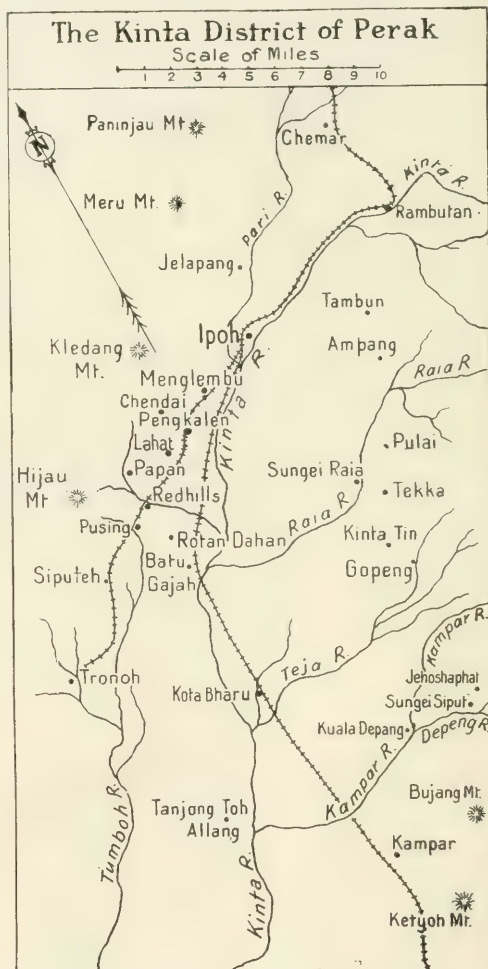 The Kinta District of Perak
Scale of Miles
1 2 3 4 5 6 7 8 9 10
Paninjau Mt
Chemar
N
Kinta R.
Meru Mt.
Pari R.
Rambutan
Jelapang
Tambun
Ipoh
Kledang
Mt.
Ampang
R.
Raia R
Menglembu
Chendai
Pengkalen
Kinta
Lahat
Pulai
Papan
Sungei Raia
Hijau
Mt
Redhills
Tekka
Raia R
Pusing
Rotan Dahan
Kinta Tin
Batu
Gajah
Gopeng
Siputeh
Kampar R.
Teja R.
Tronoh
Jehoshaphat
Kota Bharu
Sungei Siput
Kuala Depang
Depeng R
Kampar R.
Bujang Mt.
Tumboh R.
Tanjong Toh
Allang
Kampar
Kinta R.
Ketyoh Mt.